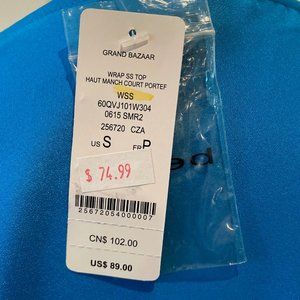 GRAND BAZAAR
WRAP SS TOP
HAUT MANCH COURT PORTEF
WSS
60QVJ101W304
0615 SMR2
256720 CZA
US S FR P
$ 74.99
25672054000007
CN$ 102.00
US$ 89.00